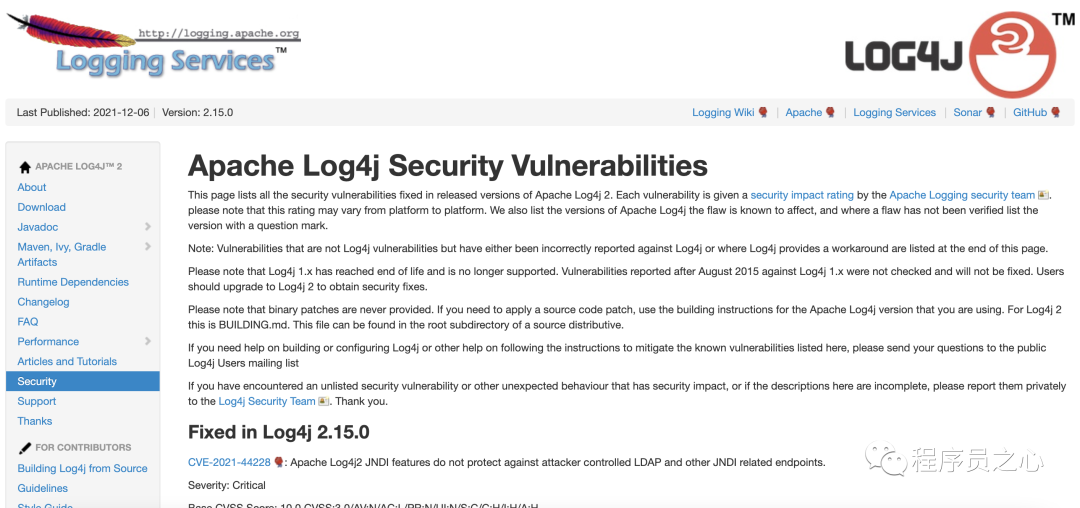 http://logging.apache.org
Logging Services™
LOG4J
TM
Last Published: 2021-12-06 | Version: 2.15.0
Logging Wiki | Apache | Logging Services | Sonar | GitHub
APACHE LOG4J™ 2
About
Download
Javadoc
Maven, Ivy, Gradle
Artifacts
Runtime Dependencies
Changelog
FAQ
Performance
Articles and Tutorials
Security
Support
Thanks
FOR CONTRIBUTORS
Building Log4j from Source
Guidelines
Style Guide
Apache Log4j Security Vulnerabilities
This page lists all the security vulnerabilities fixed in released versions of Apache Log4j 2. Each vulnerability is given a security impact rating by the Apache Logging security team.
please note that this rating may vary from platform to platform. We also list the versions of Apache Log4j the flaw is known to affect, and where a flaw has not been verified list the
version with a question mark.
Note: Vulnerabilities that are not Log4j vulnerabilities but have either been incorrectly reported against Log4j or where Log4j provides a workaround are listed at the end of this page.
Please note that Log4j 1.x has reached end of life and is no longer supported. Vulnerabilities reported after August 2015 against Log4j 1.x were not checked and will not be fixed. Users
should upgrade to Log4j 2 to obtain security fixes.
Please note that binary patches are never provided. If you need to apply a source code patch, use the building instructions for the Apache Log4j version that you are using. For Log4j 2
this is BUILDING.md. This file can be found in the root subdirectory of a source distributive.
If you need help on building or configuring Log4j or other help on following the instructions to mitigate the known vulnerabilities listed here, please send your questions to the public
Log4j Users mailing list
If you have encountered an unlisted security vulnerability or other unexpected behaviour that has security impact, or if the descriptions here are incomplete, please report them privately
to the Log4j Security Team. Thank you.
Fixed in Log4j 2.15.0
CVE-2021-44228: Apache Log4j2 JNDI features do not protect against attacker controlled LDAP and other JNDI related endpoints.
Severity: Critical
Base CVSS Score: 10.0 CVSS:3.0/AV:N/AC:L/PR:N/UI:N/S:C/C:H/I:H/A:H
程序员之心